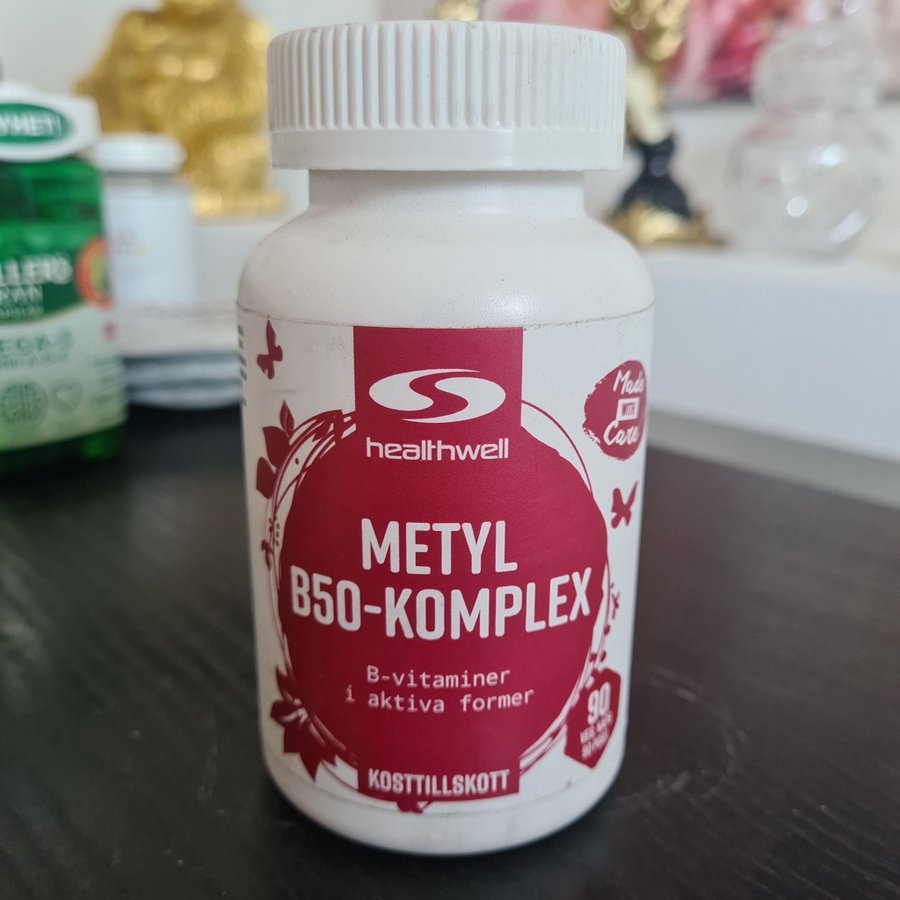 healthwell
METYL
B50-KOMPLEX
B-vitaminer
i aktiva former
KOSTTILLSKOTT
Made
WITH
Care
90